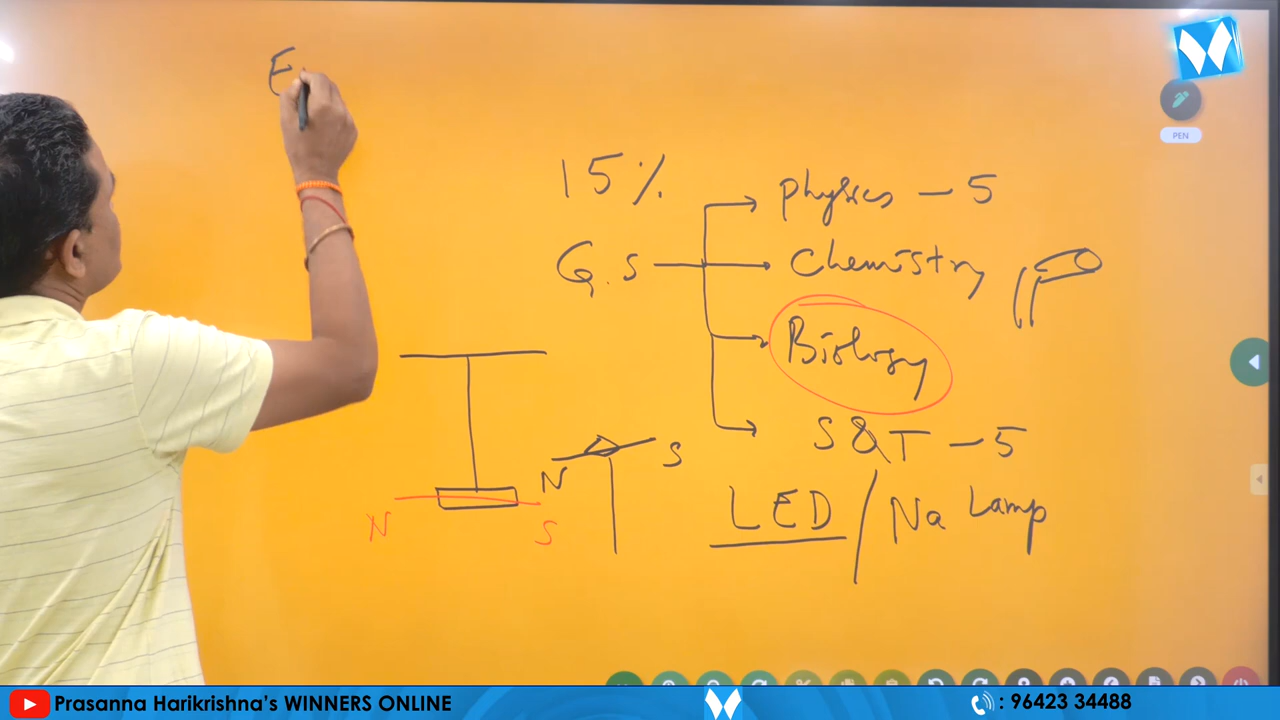 E
PEN
15%
Physics - 5
G.S
Chemistry
Biology
S&T - 5
N S
N S
LED / Na Lamp
Prasanna Harikrishna's WINNERS ONLINE
W
: 96423 34488